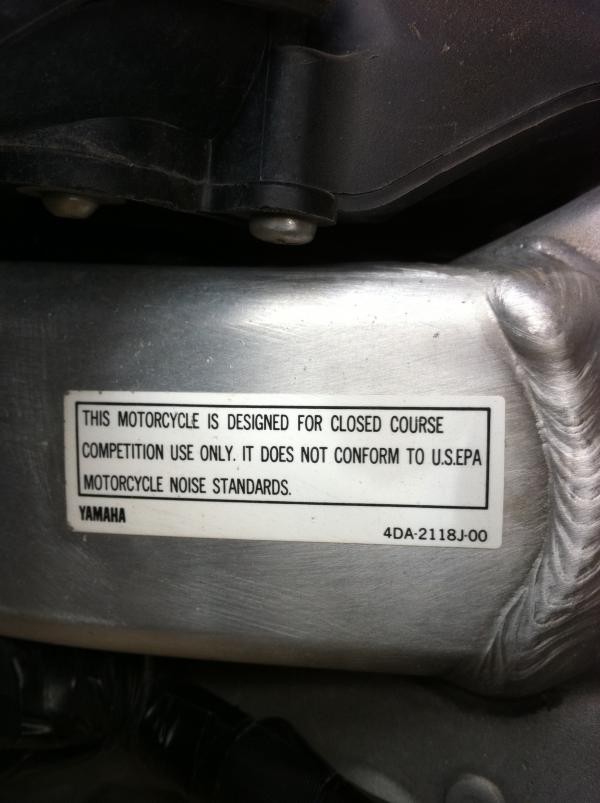 THIS MOTORCYCLE IS DESIGNED FOR CLOSED COURSE
COMPETITION USE ONLY. IT DOES NOT CONFORM TO U.S.EPA
MOTORCYCLE NOISE STANDARDS.
YAMAHA
4DA-2118J-00